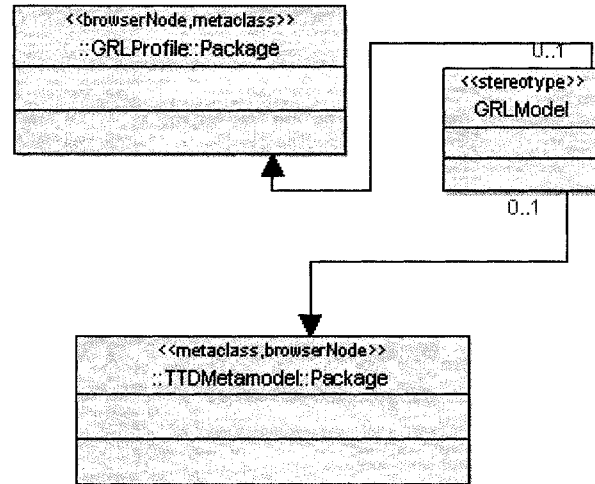 <<browserNode,metaclass>>
::GRLProfile::Package
0..1
<<stereotype>>
GRLModel
0..1
<<metaclass,browserNode>>
::TTDMetamodel::Package